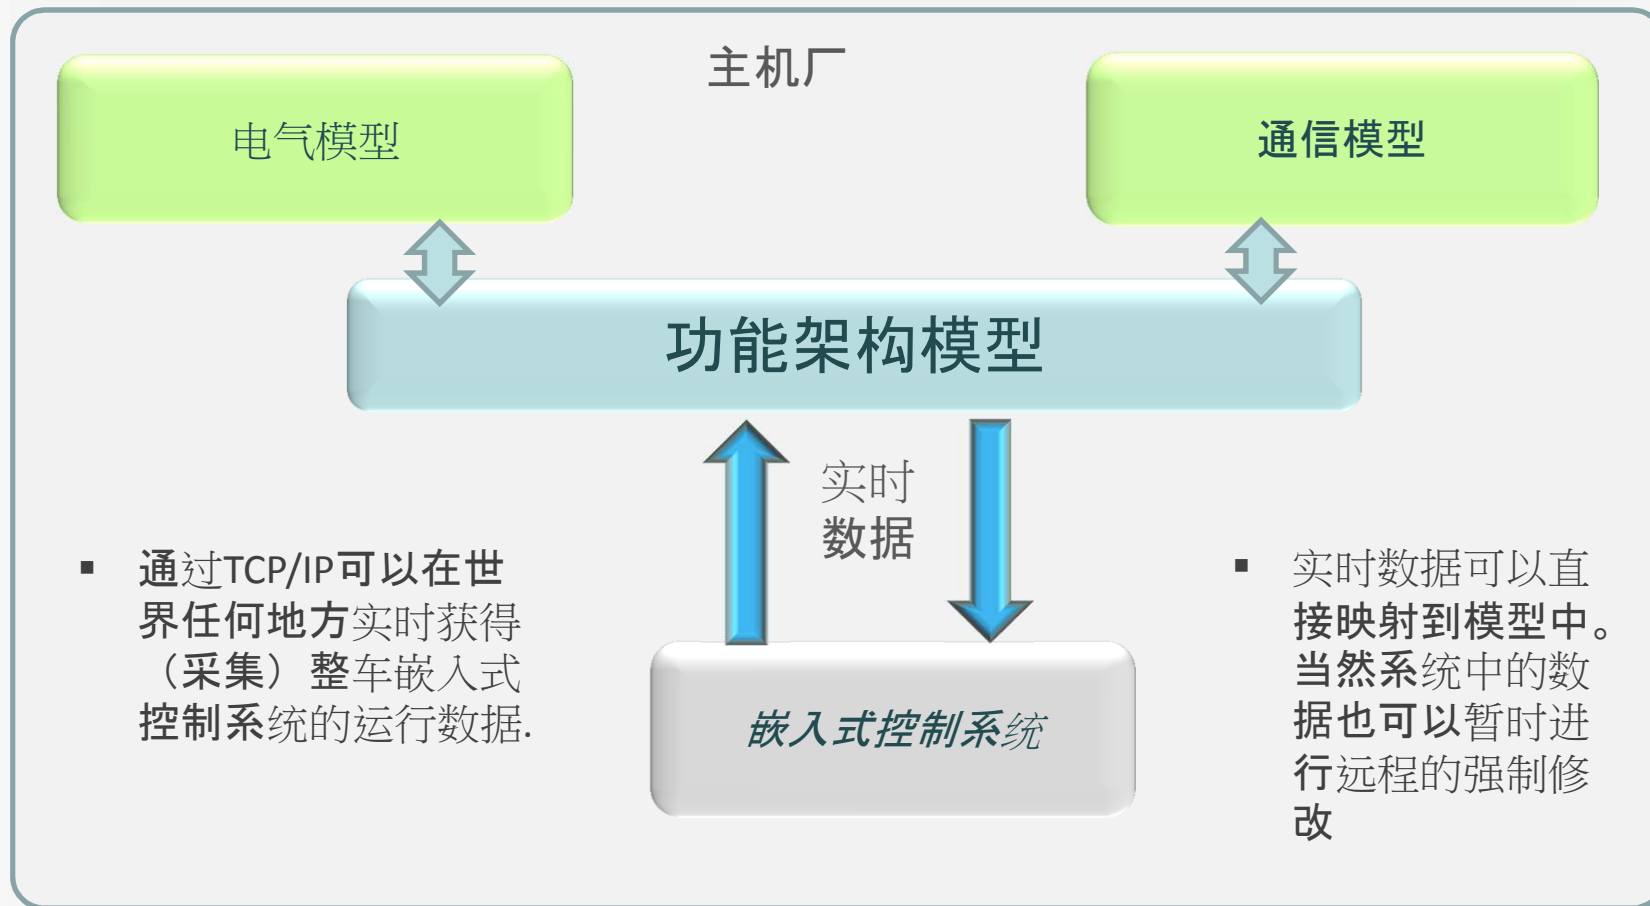 主机厂
电气模型
通信模型
功能架构模型
实时
数据
▪ 通过TCP/IP可以在世
界任何地方实时获得
（采集）整车嵌入式
控制系统的运行数据.
▪ 实时数据可以直
接映射到模型中。
当然系统中的数
据也可以暂时进
行远程的强制修
改
嵌入式控制系统